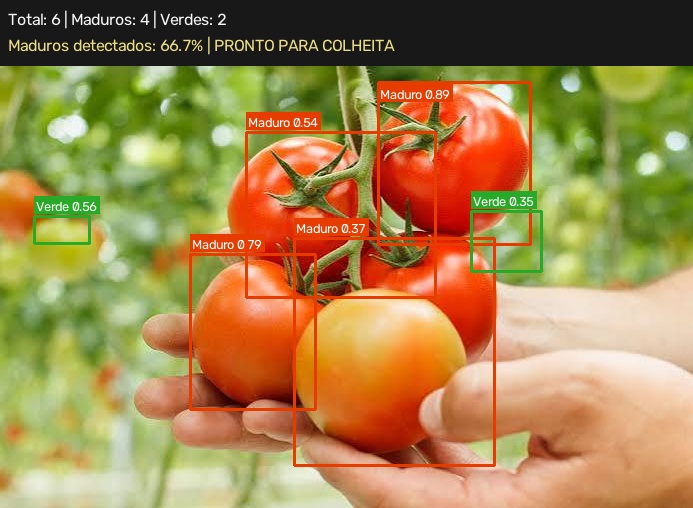 Total: 6 | Maduros: 4 | Verdes: 2
Maduros detectados: 66.7% | PRONTO PARA COLHEITA
Maduro 0.89
Maduro 0.54
Verde 0.56
Verde 0.35
Maduro 0.37
Maduro 0 79